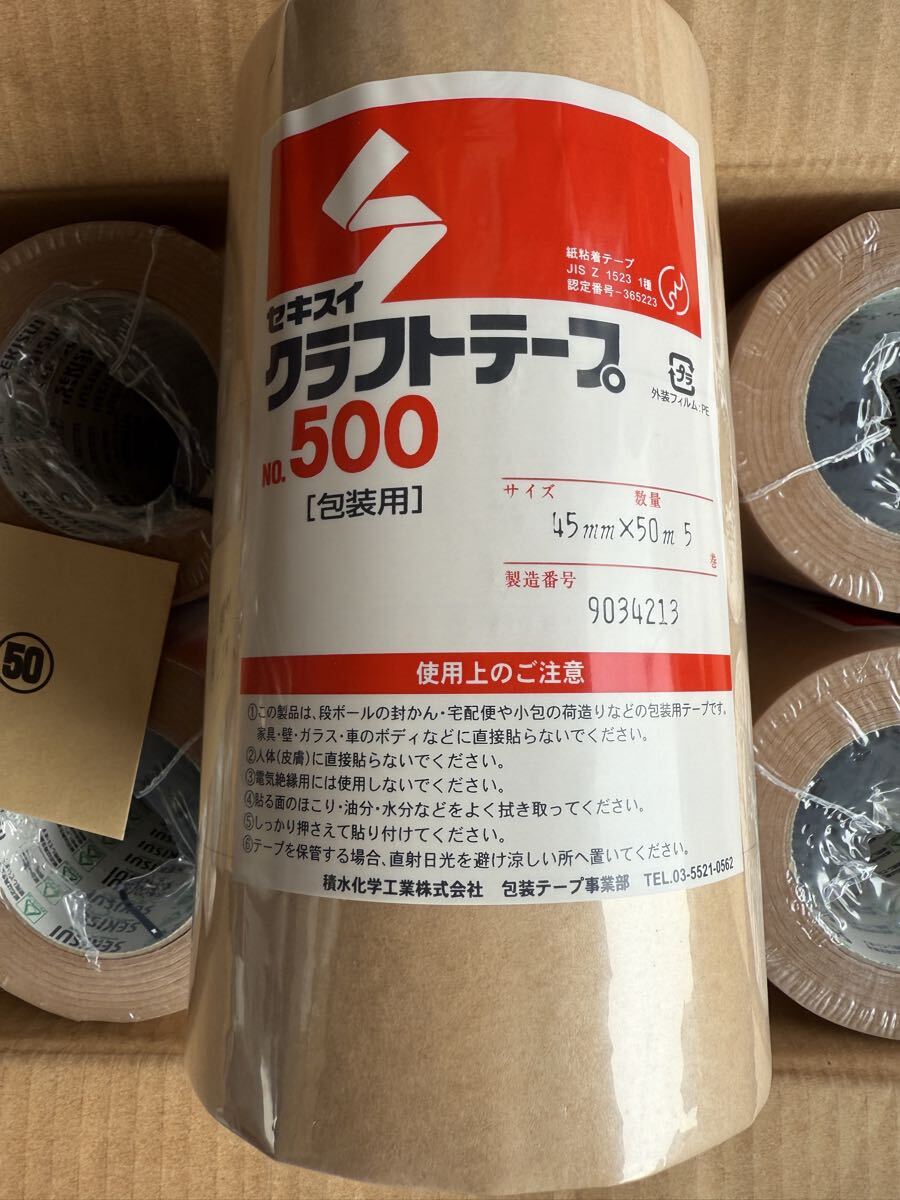 紙粘着テープ
JIS Z 1523 1種
認定番号-365223
セキスイ
クラフトテープ
プラ
外装フィルム:PE
NO.500
[包装用]
サイズ 数量
45mm×50m 5
巻
製造番号
9034213
使用上のご注意
①この製品は、段ボールの封かん・宅配便や小包の荷造りなどの包装用テープです。
家具・壁・ガラス・車のボディなどに直接貼らないでください。
②人体(皮膚)に直接貼らないでください。
③電気絶縁用には使用しないでください。
④貼る面のほこり・油分・水分などをよく拭き取ってください。
⑤しっかり押さえて貼り付けてください。
⑥テープを保管する場合、直射日光を避け涼しい所へ置いてください。
積水化学工業株式会社 包装テープ事業部 TEL.03-5521-0562
50
SEKISUI
SEKISUI